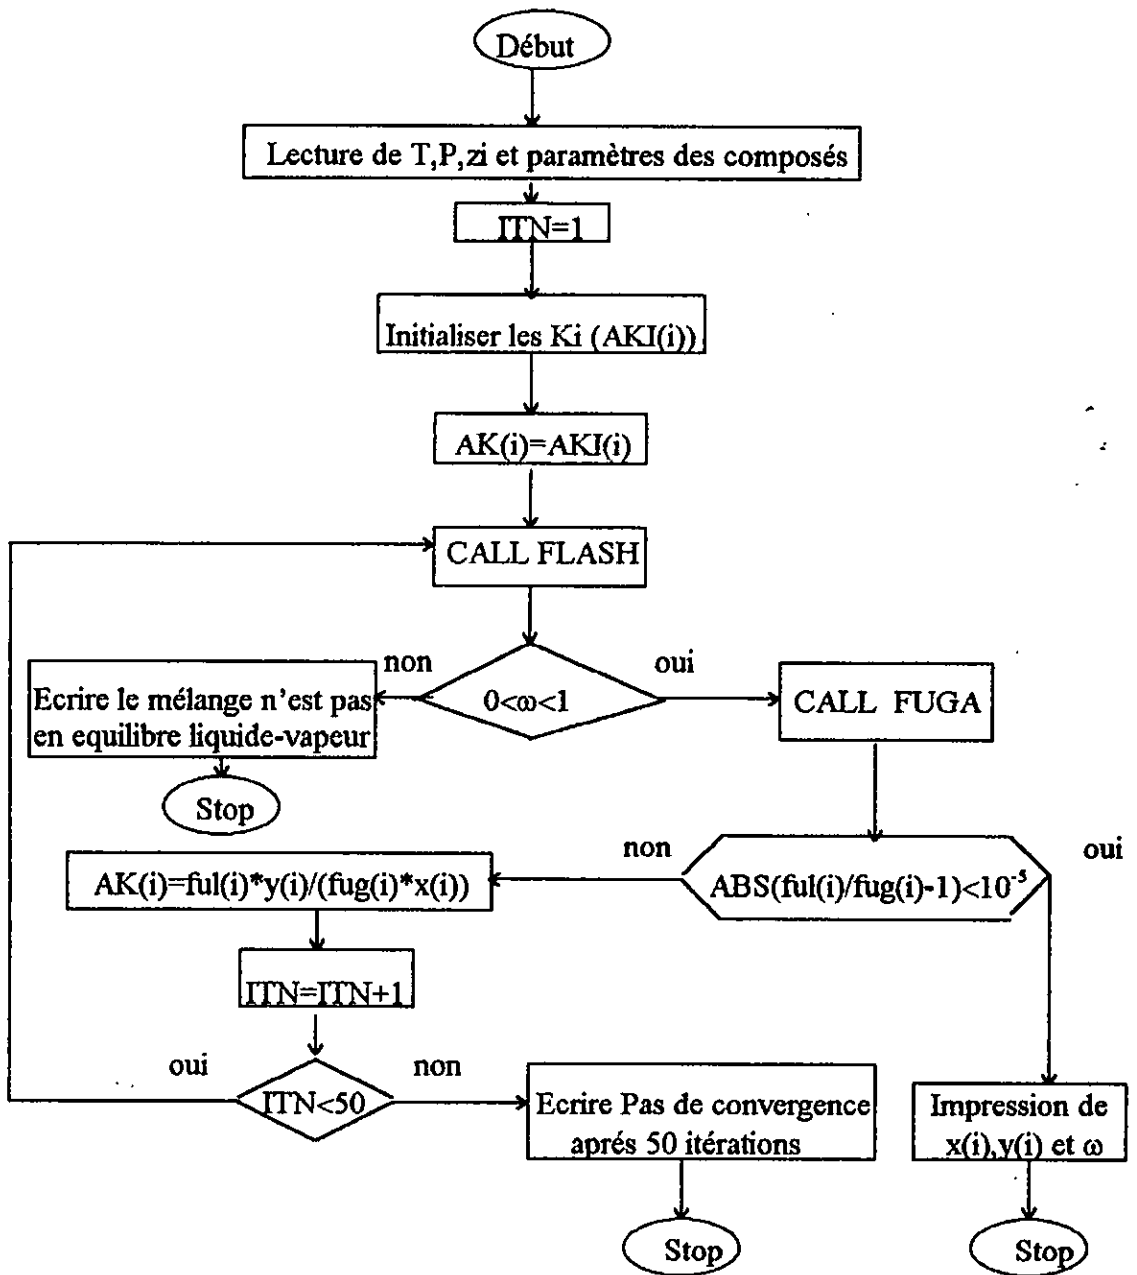 Début
Lecture de T,P,zi et paramètres des composés
ITN=1
Initialiser les Ki (AKI(i))
AK(i)=AKI(i)
CALL FLASH
non
oui
Ecrire le mélange n'est pas
en equilibre liquide-vapeur
0<ω<1
CALL FUGA
Stop
non
oui
AK(i)=ful(i)*y(i)/(fug(i)*x(i))
ABS(ful(i)/fug(i)-1)<10⁻⁵
ITN=ITN+1
oui
non
ITN<50
Ecrire Pas de convergence
aprés 50 itérations
Impression de
x(i),y(i) et ω
Stop
Stop